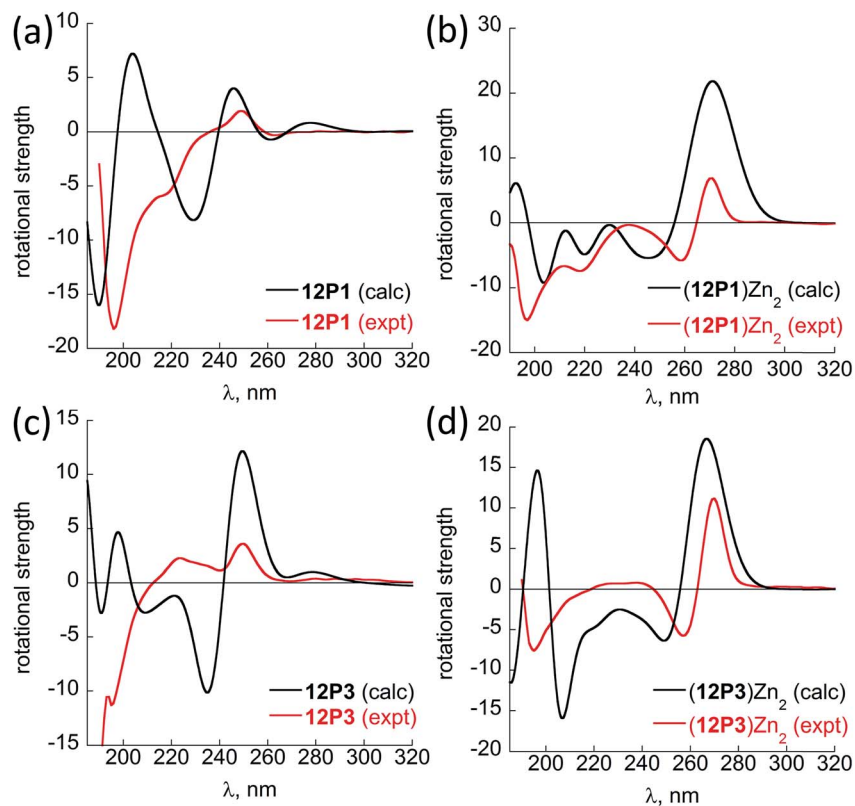 (a)
10
5
0
-5
-10
-15
-20
rotational strength
12P1 (calc)
12P1 (expt)
200 220 240 260 280 300 320
λ, nm
(b)
30
20
10
0
-10
-20
rotational strength
(12P1)Zn₂ (calc)
(12P1)Zn₂ (expt)
200 220 240 260 280 300 320
λ, nm
(c)
15
10
5
0
-5
-10
-15
rotational strength
12P3 (calc)
12P3 (expt)
200 220 240 260 280 300 320
λ, nm
(d)
20
15
10
5
0
-5
-10
-15
-20
rotational strength
(12P3)Zn₂ (calc)
(12P3)Zn₂ (expt)
200 220 240 260 280 300 320
λ, nm